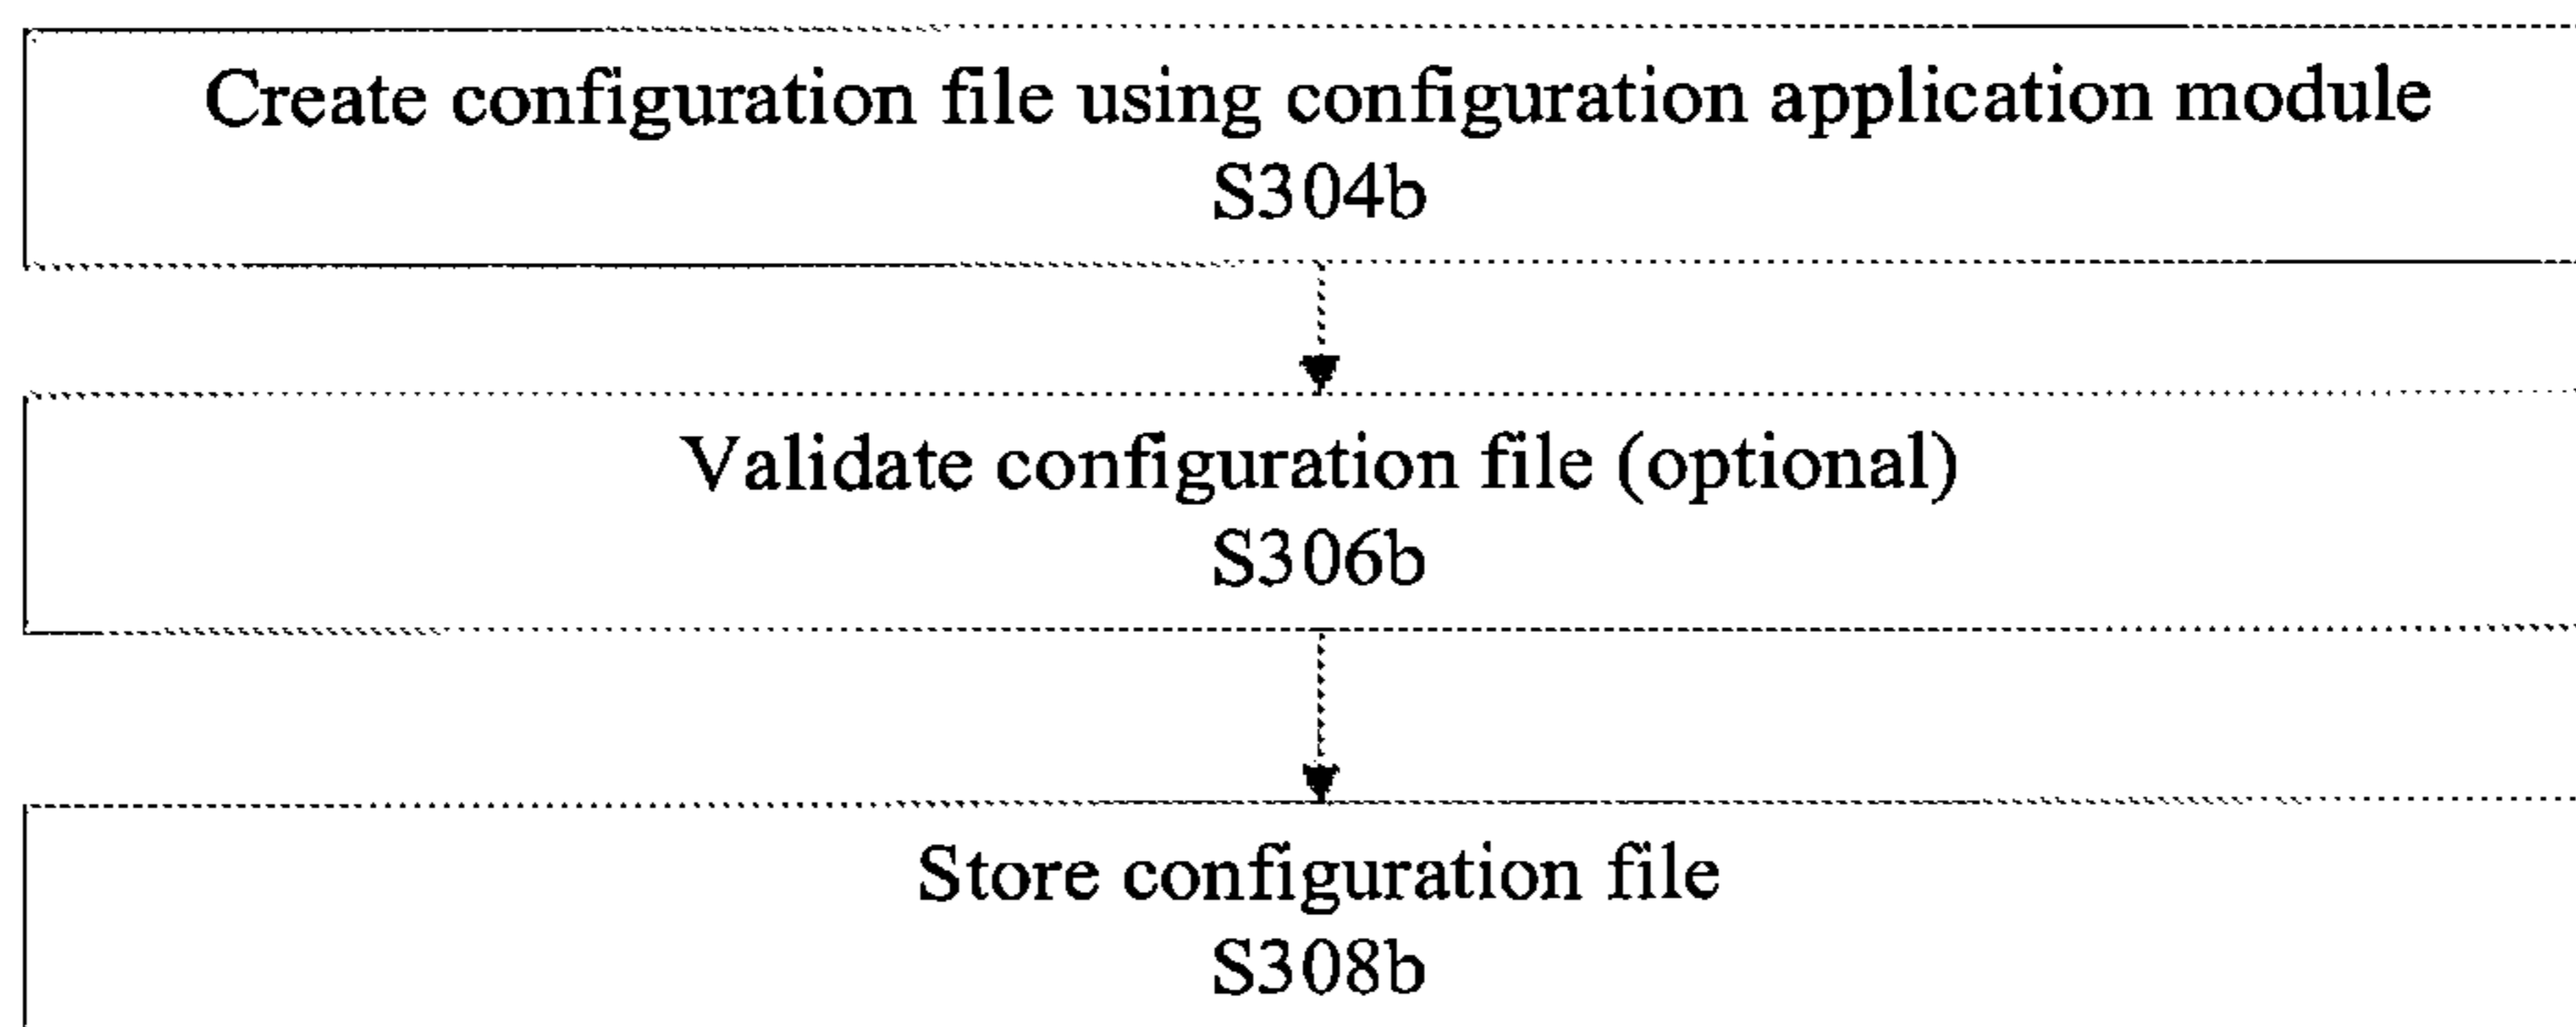 Create configuration file using configuration application module
S304b
Validate configuration file (optional)
S306b
Store configuration file
S308b